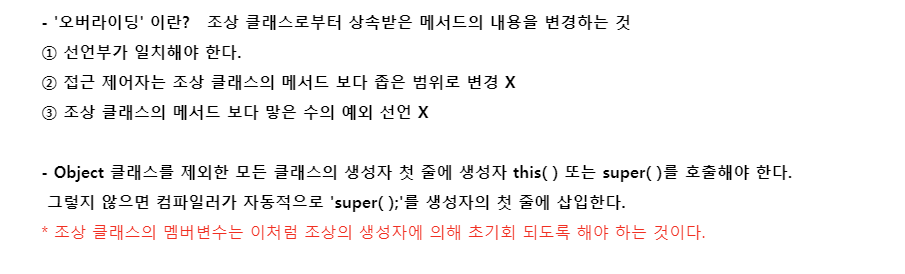 - '오버라이딩' 이란?   조상 클래스로부터 상속받은 메서드의 내용을 변경하는 것
① 선언부가 일치해야 한다.
② 접근 제어자는 조상 클래스의 메서드 보다 좁은 범위로 변경 X
③ 조상 클래스의 메서드 보다 맣은 수의 예외 선언 X
- Object 클래스를 제외한 모든 클래스의 생성자 첫 줄에 생성자 this( ) 또는 super( )를 호출해야 한다.
그렇지 않으면 컴파일러가 자동적으로 'super( );'를 생성자의 첫 줄에 삽입한다.
* 조상 클래스의 멤버변수는 이처럼 조상의 생성자에 의해 초기회 되도록 해야 하는 것이다.